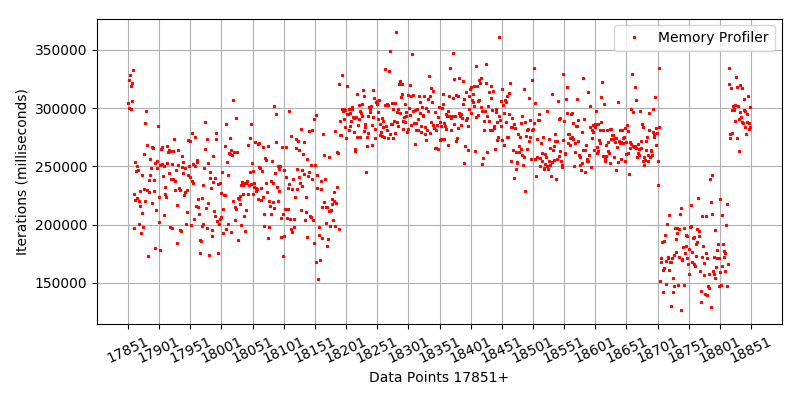 Memory Profiler
Iterations (milliseconds)
350000
300000
250000
200000
150000
17851 17901 17951 18001 18051 18101 18151 18201 18251 18301 18351 18401 18451 18501 18551 18601 18651 18701 18751 18801 18851
Data Points 17851+